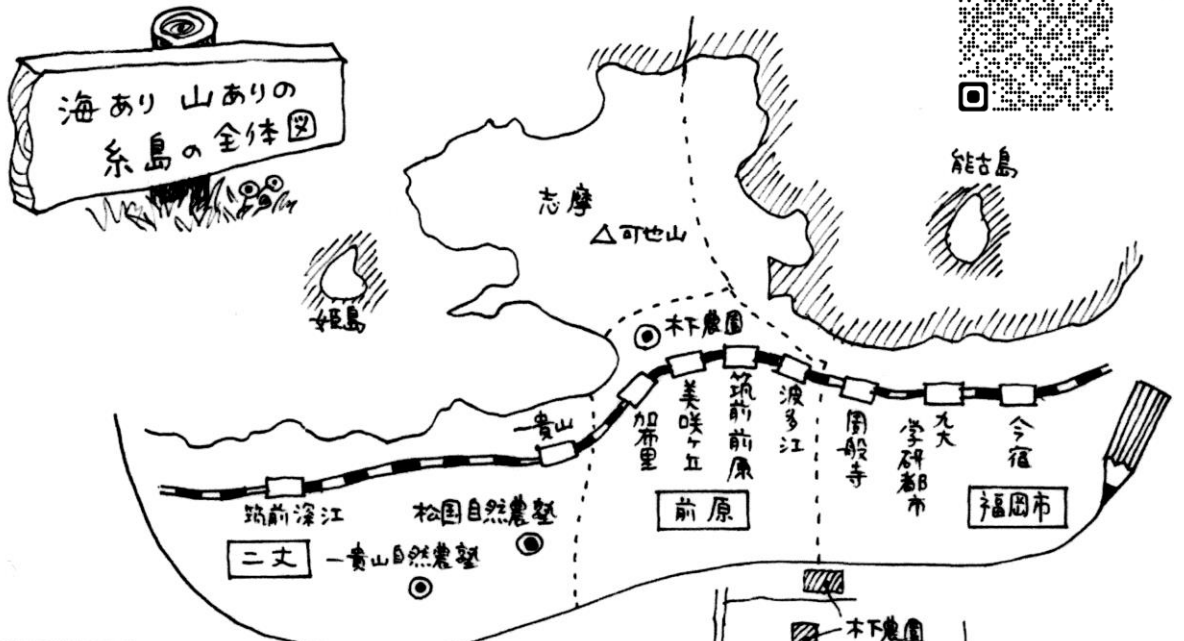 海あり 山ありの
糸島の全体図
能古島
志摩
可也山
姫島
木下農園
一貴山
加布里
美咲ヶ丘
筑前前原
波多江
周船寺
九大
学研都市
今宿
筑前深江
松国自然農塾
前原
福岡市
二丈
一貴山自然農塾
木下農園